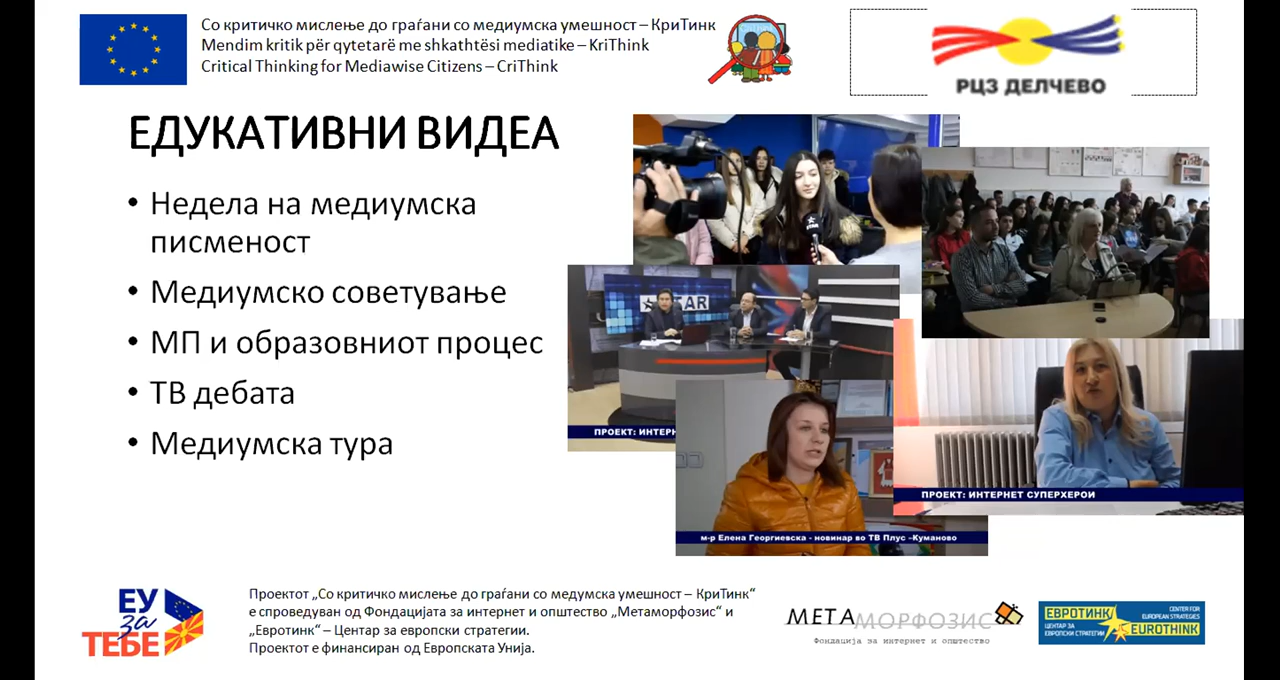 Со критичко мислење до граѓани со медиумска умешност – КриТинк
Mendim kritik për qytetarë me shkathtësi mediatike – KriThink
Critical Thinking for Mediawise Citizens – CriThink
РЦЗ ДЕЛЧЕВО
ЕДУКАТИВНИ ВИДЕА
• Недела на медиумска
писменост
• Медиумско советување
• МП и образовниот процес
• ТВ дебата
• Медиумска тура
STAR
ПРОЕКТ: ИНТЕРН
ПРОЕКТ: ИНТЕРНЕТ СУПЕРХЕРОИ
м-р Елена Георгиевска - новинар во ТВ Плус –Куманово
ЕУ
за
ТЕБЕ
Проектот „Со критичко мислење до граѓани со медумска умешност – КриТинк“
е спроведуван од Фондацијата за интернет и општество „Метаморфозис“ и
„Евротинк“ – Центар за европски стратегии.
Проектот е финансиран од Европската Унија.
МЕТАМОРФОЗИС
Фондација за интернет и општество
ЕВРОТИНК
ЦЕНТАР ЗА
ЕВРОПСКИ СТРАТЕГИИ
CENTER FOR
EUROPEAN STRATEGIES
EUROTHINK